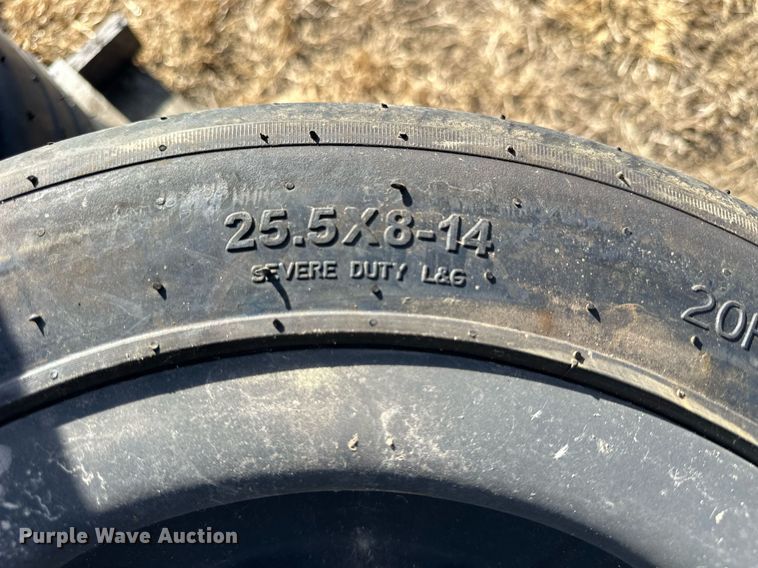 25.5X8-14
SEVERE DUTY L&G
Purple Wave Auction